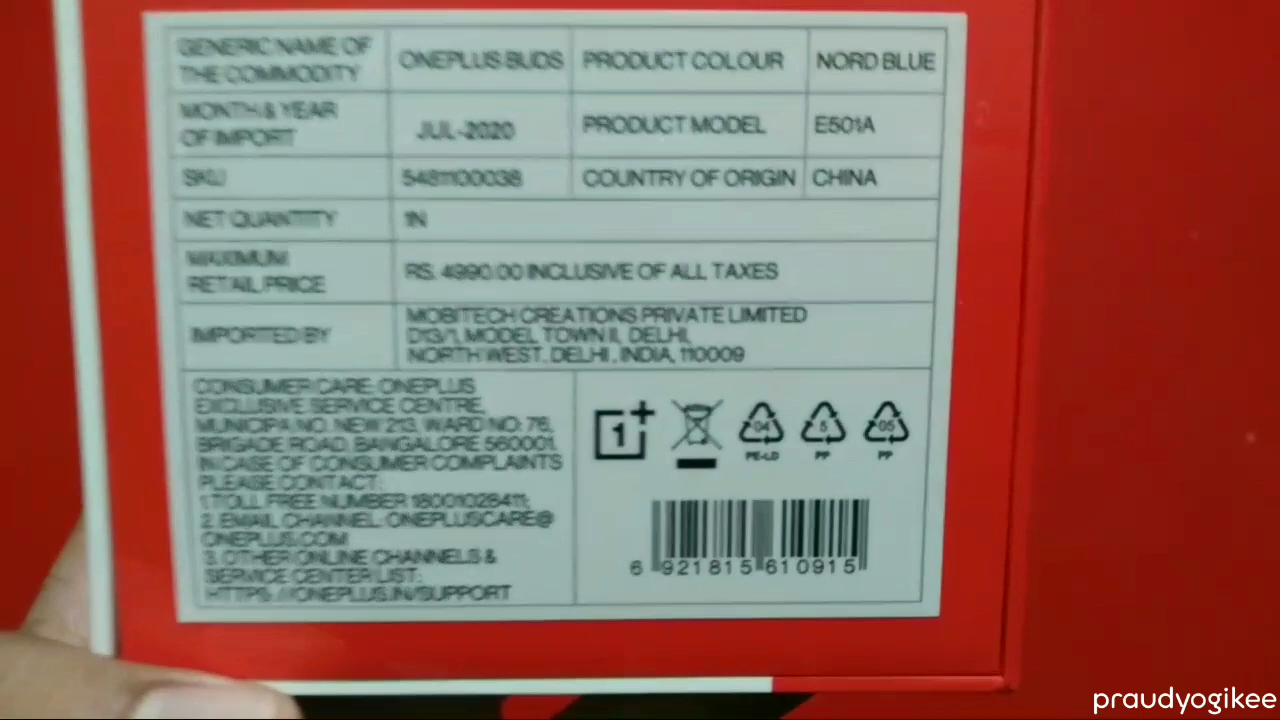 GENERIC NAME OF
THE COMMODITY
ONEPLUS BUDS
PRODUCT COLOUR
NORD BLUE
MONTH & YEAR
OF IMPORT
JUL-2020
PRODUCT MODEL
E501A
SKU
5481100038
COUNTRY OF ORIGIN
CHINA
NET QUANTITY
1N
MAXIMUM
RETAIL PRICE
RS. 4990.00 INCLUSIVE OF ALL TAXES
IMPORTED BY
MOBITECH CREATIONS PRIVATE LIMITED
D13/1, MODEL TOWN II, DELHI,
NORTH WEST, DELHI, INDIA, 110009
CONSUMER CARE: ONEPLUS
EXCLUSIVE SERVICE CENTRE,
MUNICIPA NO. NEW 213, WARD NO: 76,
BRIGADE ROAD, BANGALORE 560001.
IN CASE OF CONSUMER COMPLAINTS
PLEASE CONTACT:
1.TOLL FREE NUMBER 18001028411;
2. EMAIL CHANNEL: ONEPLUSCARE@
ONEPLUS.COM
3. OTHER ONLINE CHANNELS &
SERVICE CENTER LIST:
HTTPS://ONEPLUS.IN/SUPPORT
1+
04
5
05
PE-LD
PP
PP
6 921815 610915
praudyogikee